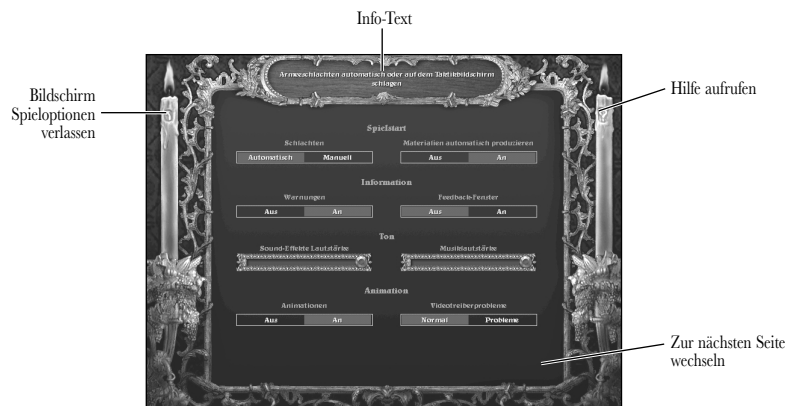 Info-Text
Armeeschlachten automatisch oder auf dem Taktikbildschirm
schlagen
Bildschirm
Spieloptionen
verlassen
Hilfe aufrufen
Spielstart
Schlachten
Materialien automatisch produzieren
Automatisch
Manuell
Aus
An
Information
Warnungen
Feedback-Fenster
Aus
An
Aus
An
Ton
Sound-Effekte Lautstärke
Musiklautstärke
Animation
Animationen
Videotreiberprobleme
Aus
An
Normal
Probleme
Zur nächsten Seite
wechseln